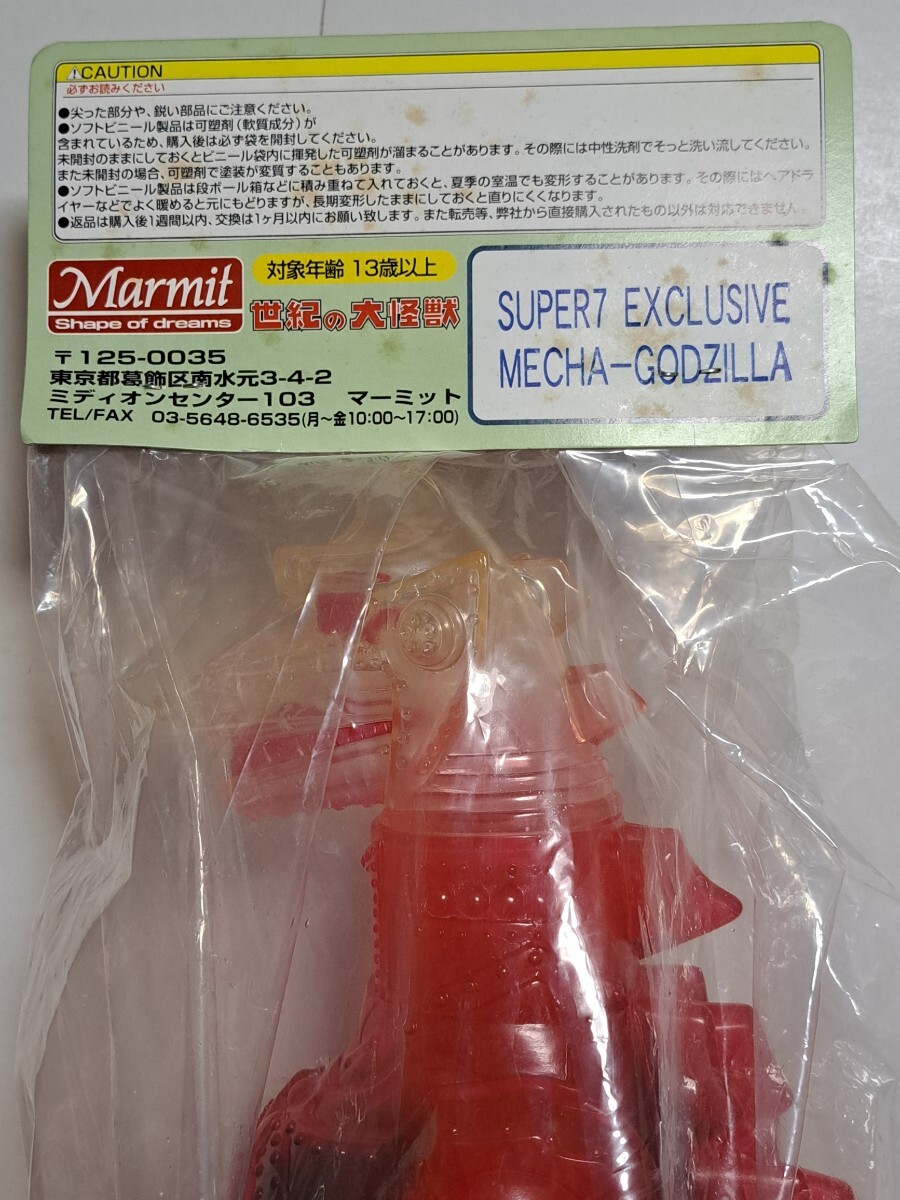 ⚠CAUTION
必ずお読みください
●尖った部分や、鋭い部品にご注意ください。
●ソフトビニール製品は可塑剤(軟質成分)が
含まれているため、購入後は必ず袋を開封してください。
未開封のままにしておくとビニール袋内に揮発した可塑剤が溜まることがあります。その際には中性洗剤でそっと洗い流してください。
また未開封の場合、可塑剤で塗装が変質することもあります。
●ソフトビニール製品は段ボール箱などに積み重ねて入れておくと、夏季の室温でも変形することがあります。その際にはヘアドラ
イヤーなどでよく暖めると元にもどりますが、長期変形したままにしておくと直りにくくなります。
●返品は購入後1週間以内、交換は1ヶ月以内にお願い致します。また転売等、弊社から直接購入されたもの以外は対応できません。
Marmit
Shape of dreams
対象年齢 13歳以上
世紀の大怪獣
〒125-0035
東京都葛飾区南水元3-4-2
ミディオンセンター103 マーミット
TEL/FAX 03-5648-6535(月~金10:00~17:00)
SUPER7 EXCLUSIVE
MECHA-GODZILLA